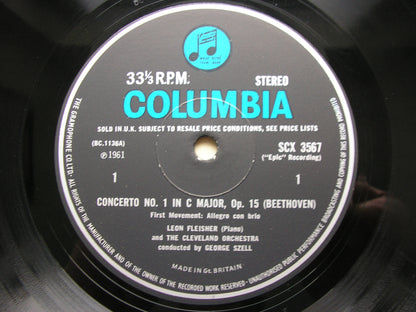 33⅓ R.P.M.
STEREO
COLUMBIA
SOLD IN U.K. SUBJECT TO RESALE PRICE CONDITIONS, SEE PRICE LISTS
(BC.1136A)
SCX 3567
℗1961
("Epic" Recording)
1
1
CONCERTO NO. 1 IN C MAJOR, Op. 15 (BEETHOVEN)
First Movement: Allegro con brio
LEON FLEISHER (Piano)
and THE CLEVELAND ORCHESTRA
conducted by GEORGE SZELL
MADE IN Gt. BRITAIN
THE GRAMOPHONE CO. LTD. ALL RIGHTS OF THE MANUFACTURER AND OF THE OWNER OF THE RECORDED WORK RESERVED UNAUTHORISED PUBLIC PERFORMANCE BROADCASTING AND COPYING OF THIS RECORD PROHIBITED